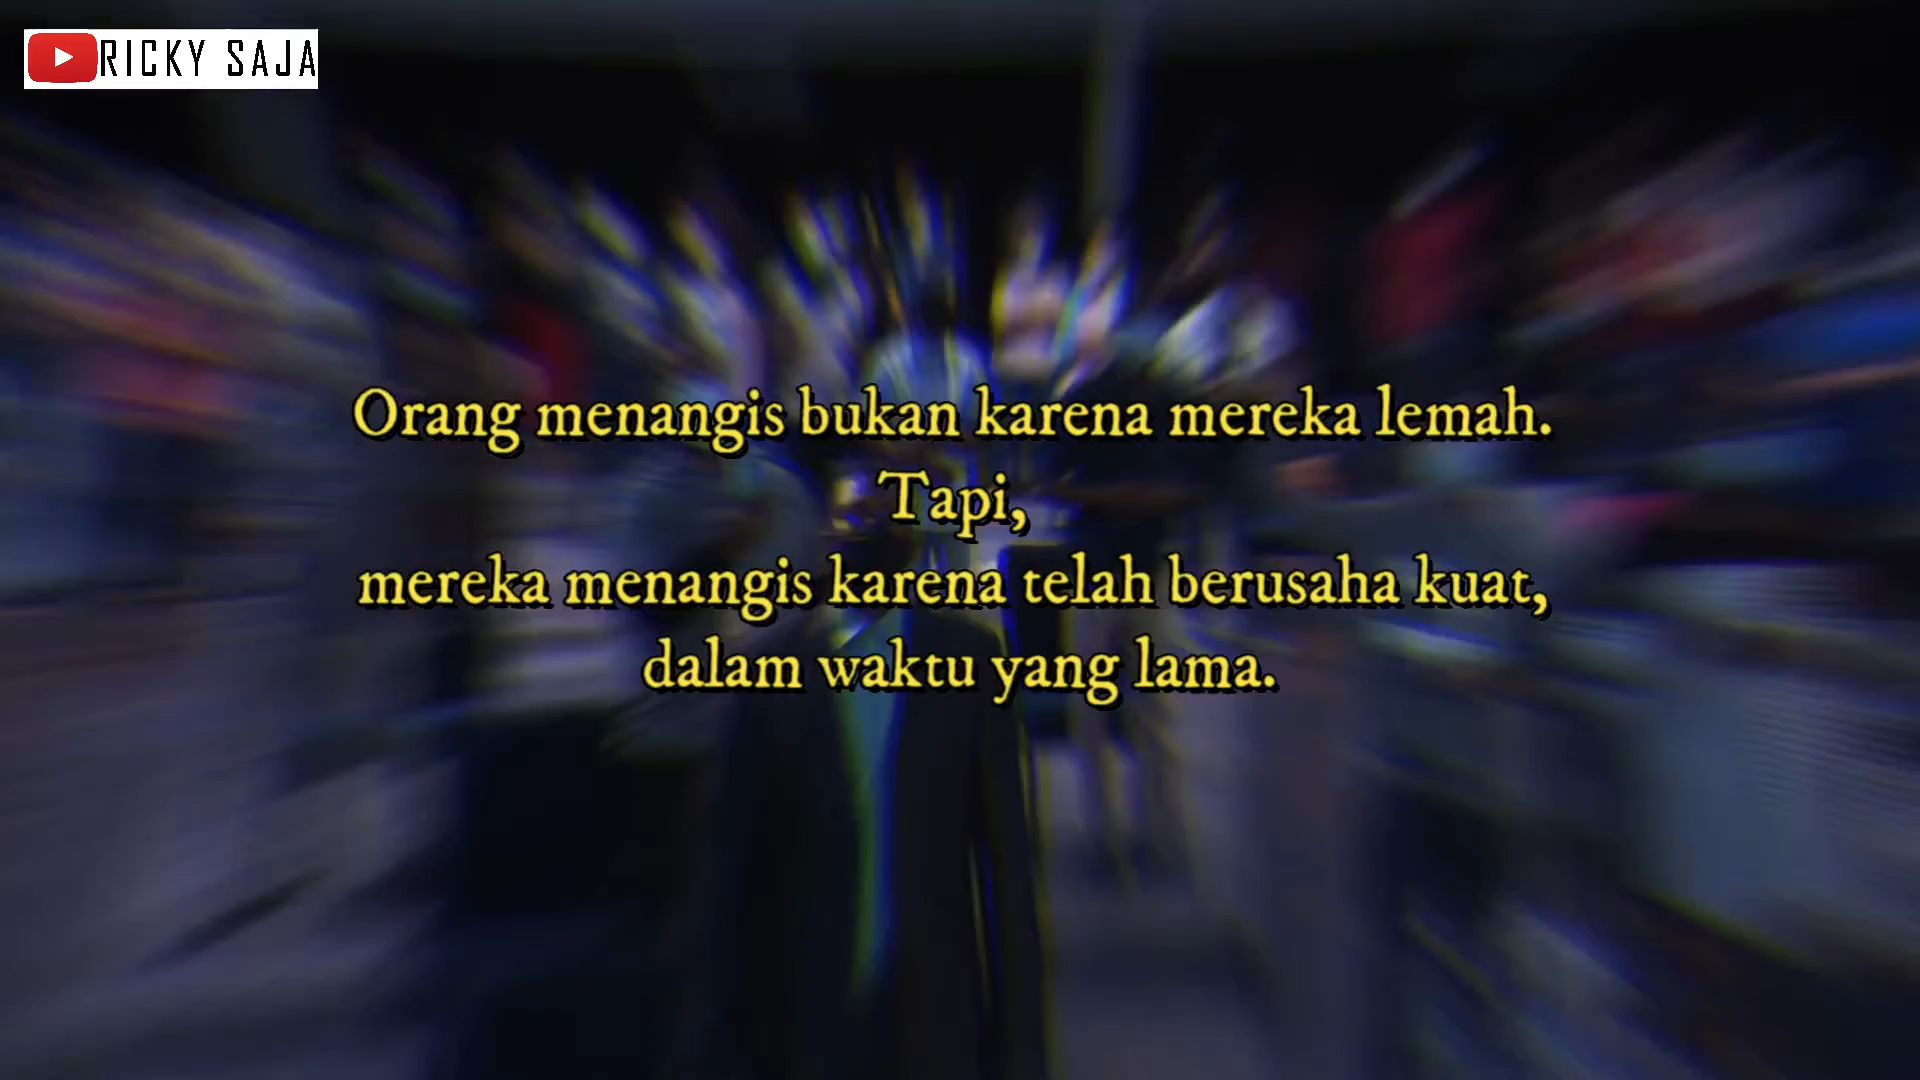 RICKY SAJA
Orang menangis bukan karena mereka lemah.
Tapi,
mereka menangis karena telah berusaha kuat,
dalam waktu yang lama.